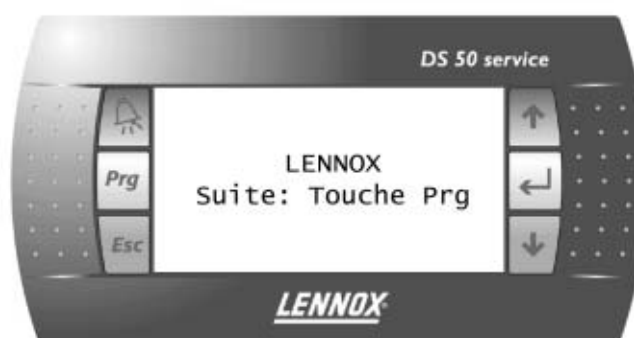 DS 50 service
LENNOX
Suite: Touche Prg
Prg
Esc
LENNOX